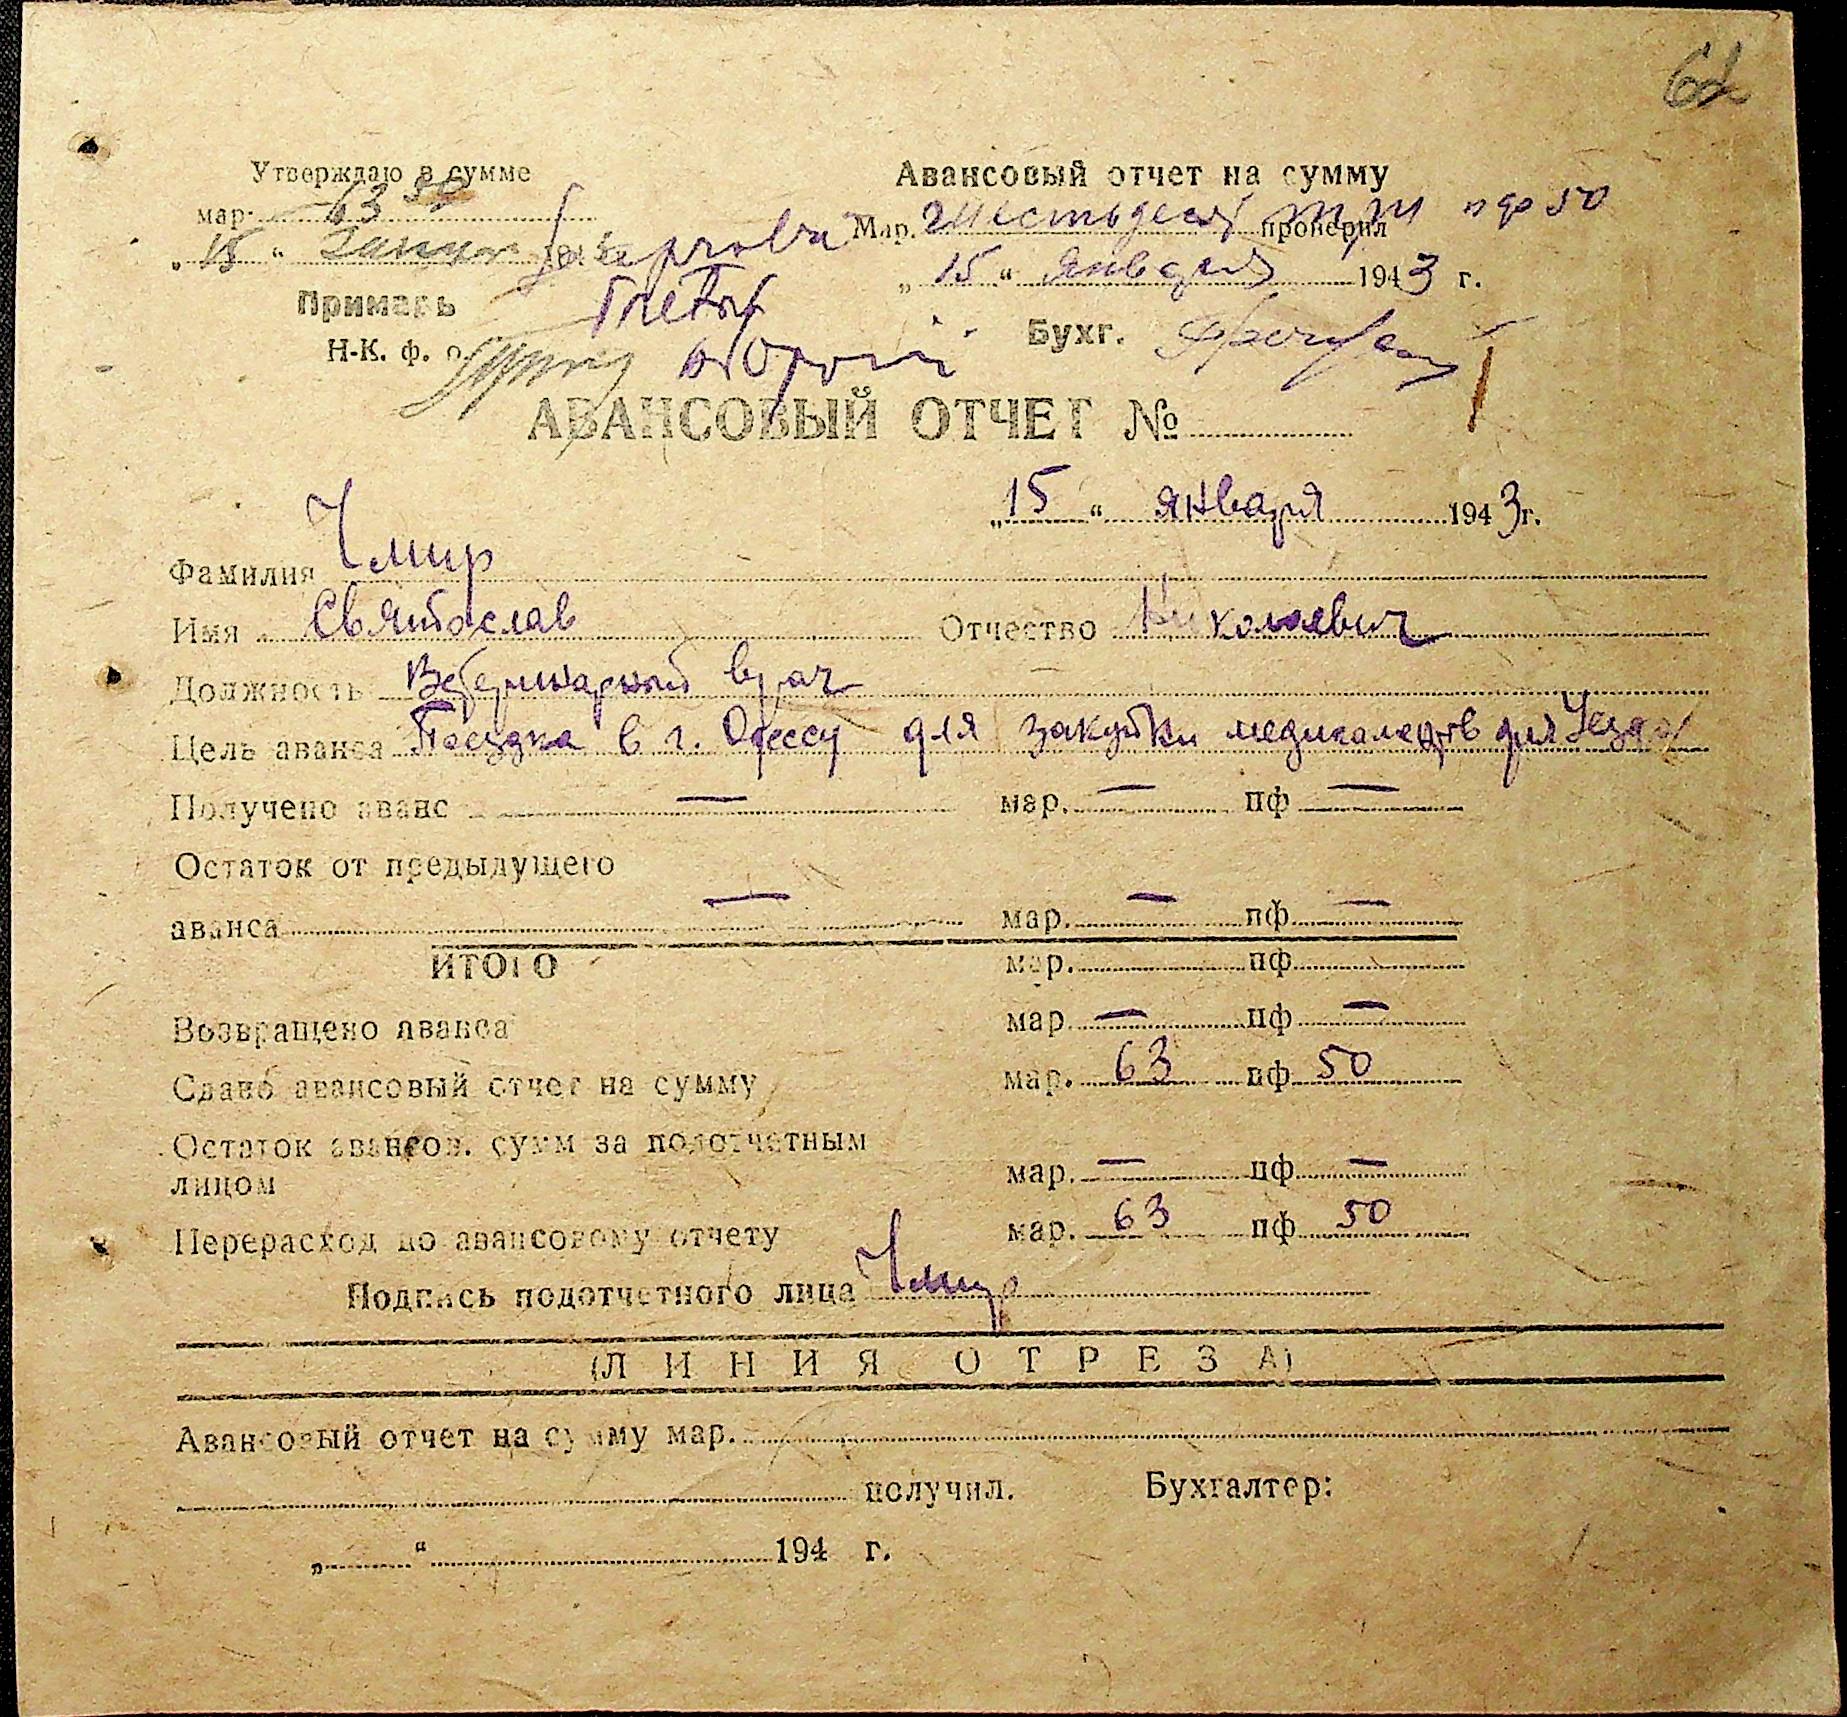 62
Утверждаю в сумме
мар. 63 50
„ 15 “
Примарь
Н-К. ф. о.
Авансовый отчет на сумму
Мар. Шестьдесят три пф 50
проверил
„ 15 “ января 1943 г.
Бухг.
АВАНСОВЫЙ ОТЧЕТ №
„ 15 “ января 1943 г.
Фамилия Чмир
Имя Святослав Отчество Николаевич
Должность Ветеринарный врач
Цель аванса Поездка в г. Одессу для закупки медикаментов для Уезда
Получено аванс — мар. — пф —
Остаток от предыдущего
аванса — мар. — пф. —
ИТОГО мар. пф.
Возвращено аванса мар. — пф. —
Сдано авансовый отчет на сумму мар. 63 пф. 50
Остаток авансов. сумм за подотчетным
лицом мар. — пф. —
Перерасход по авансовому отчету мар. 63 пф. 50
Подпись подотчетного лица Чмир
(ЛИНИЯ ОТРЕЗА)
Авансовый отчет на сумму мар.
получил. Бухгалтер:
„ “ 194 г.